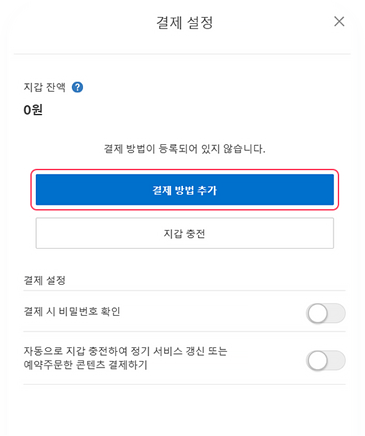 결제 설정
지갑 잔액 ?
0원
결제 방법이 등록되어 있지 않습니다.
결제 방법 추가
지갑 충전
결제 설정
결제 시 비밀번호 확인
자동으로 지갑 충전하여 정기 서비스 갱신 또는
예약주문한 콘텐츠 결제하기